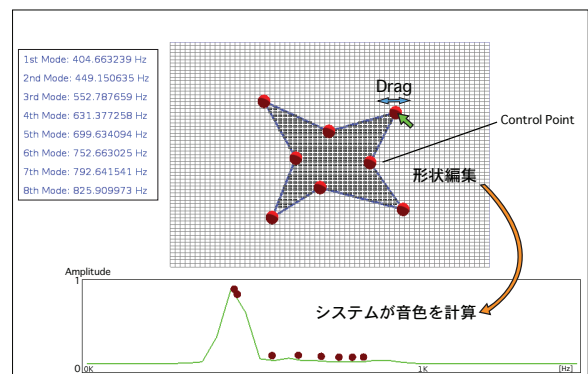 1st Mode: 404.663239 Hz
2nd Mode: 449.150635 Hz
3rd Mode: 552.787659 Hz
4th Mode: 631.377258 Hz
5th Mode: 699.634094 Hz
6th Mode: 752.663025 Hz
7th Mode: 792.641541 Hz
8th Mode: 825.909973 Hz
Drag
Control Point
形状編集
Amplitude
1
システムが音色を計算
0
0K
1K
[Hz]